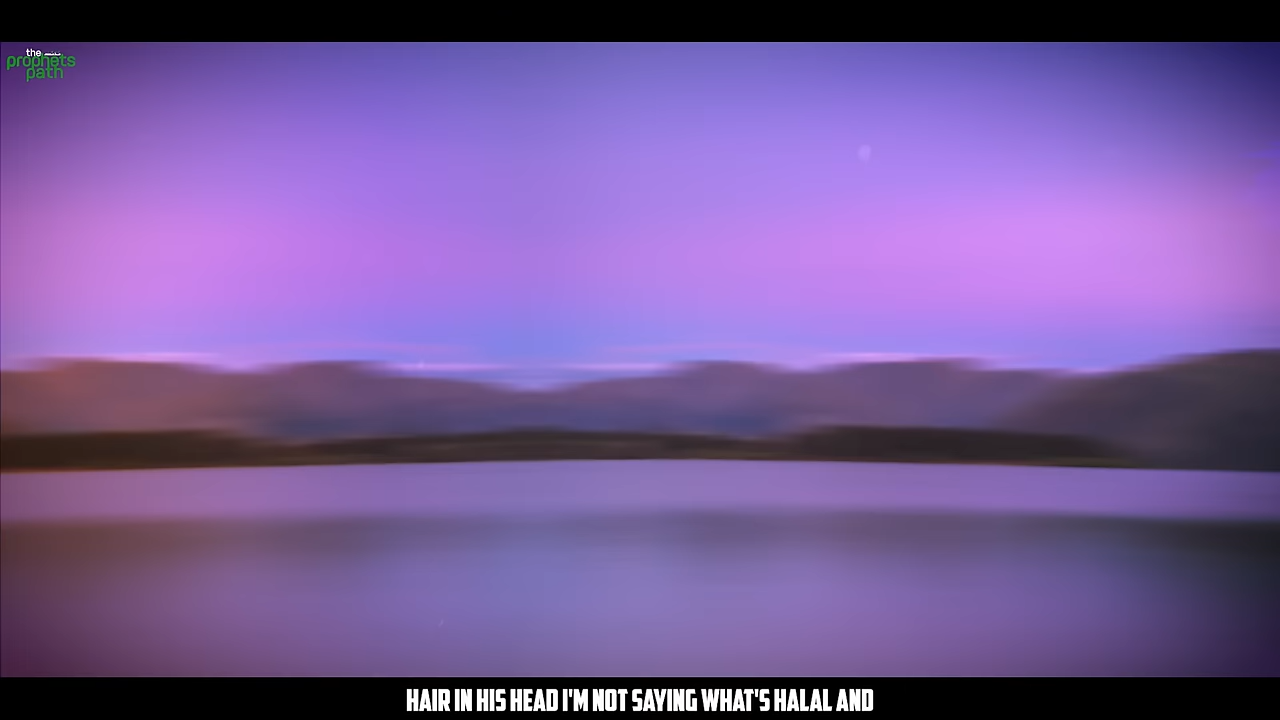 the
prophets
path
HAIR IN HIS HEAD I'M NOT SAYING WHAT'S HALAL AND